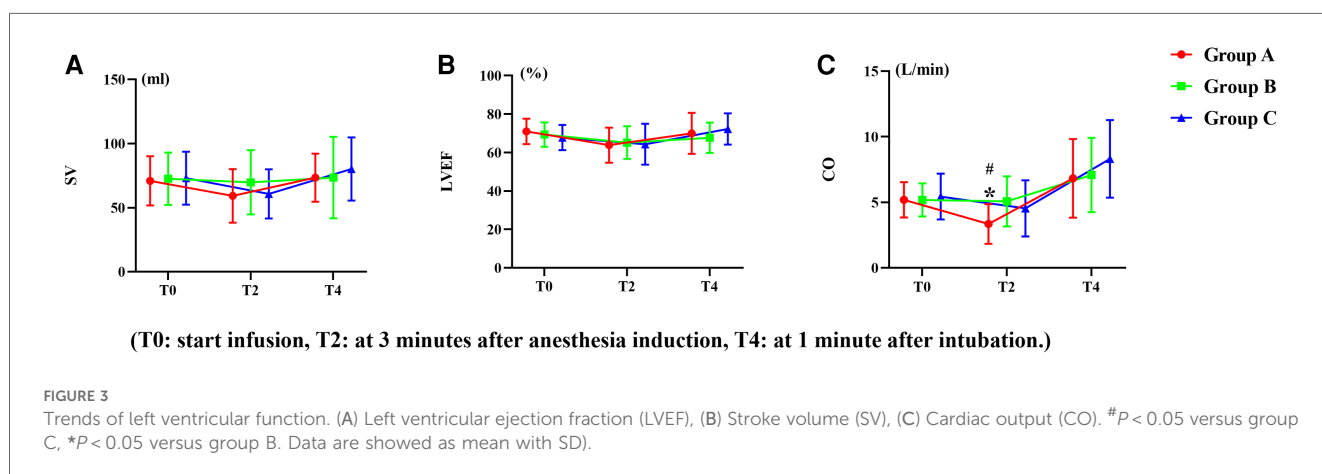 A
(ml)
150
100
50
0
SV
T0 T2 T4
B
(%)
100
80
60
40
20
0
LVEF
T0 T2 T4
C
(L/min)
15
10
5
0
CO
#
*
T0 T2 T4
Group A
Group B
Group C
(T0: start infusion, T2: at 3 minutes after anesthesia induction, T4: at 1 minute after intubation.)
FIGURE 3
Trends of left ventricular function. (A) Left ventricular ejection fraction (LVEF), (B) Stroke volume (SV), (C) Cardiac output (CO). #P < 0.05 versus group
C, *P < 0.05 versus group B. Data are showed as mean with SD).